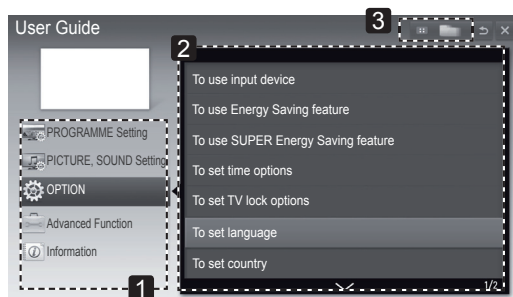 User Guide
3
2
To use input device
To use Energy Saving feature
To use SUPER Energy Saving feature
To set time options
To set TV lock options
To set language
To set country
1/2
PROGRAMME Setting
PICTURE, SOUND Setting
OPTION
Advanced Function
Information
1